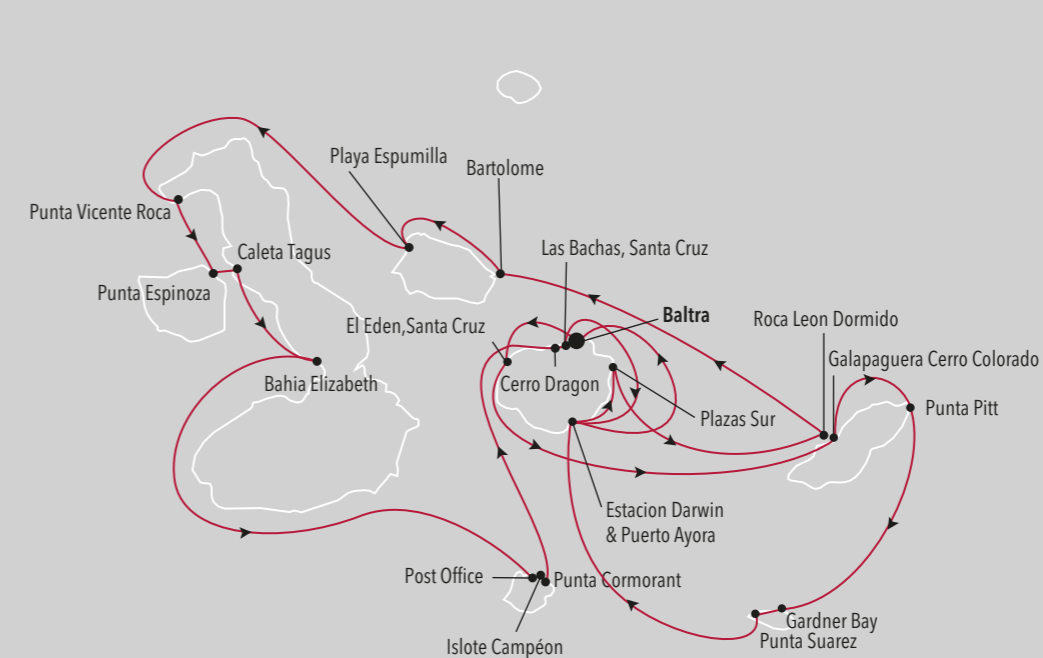 Playa Espumilla
Bartolome
Punta Vicente Roca
Caleta Tagus
Las Bachas, Santa Cruz
Punta Espinoza
El Eden,Santa Cruz
Baltra
Roca Leon Dormido
Galapaguera Cerro Colorado
Bahia Elizabeth
Cerro Dragon
Punta Pitt
Plazas Sur
Estacion Darwin
& Puerto Ayora
Post Office
Punta Cormorant
Islote Campéon
Gardner Bay
Punta Suarez